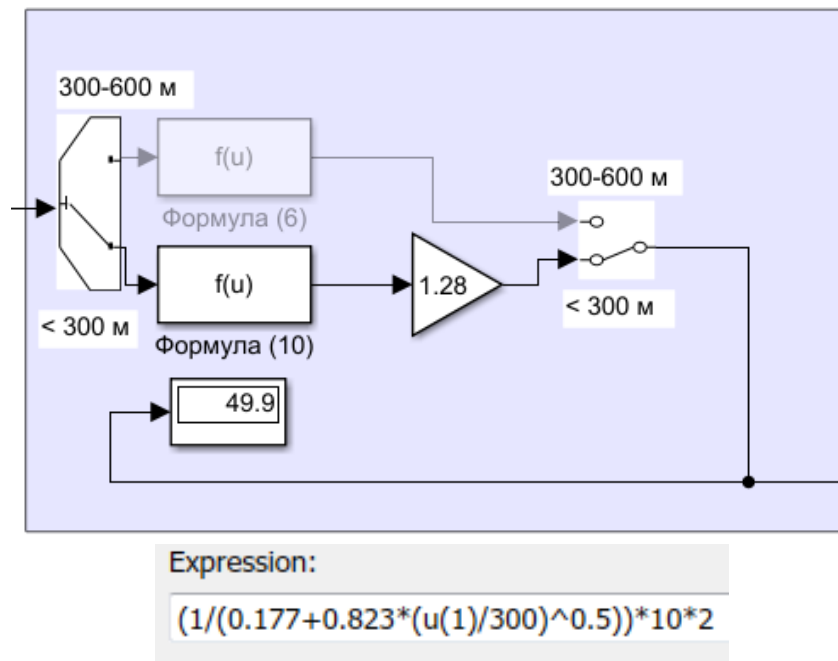 300-600 м
f(u)
Формула (6)
300-600 м
f(u)
1.28
< 300 м
< 300 м
Формула (10)
49.9
Expression:
(1/(0.177+0.823*(u(1)/300)^0.5))*10*2